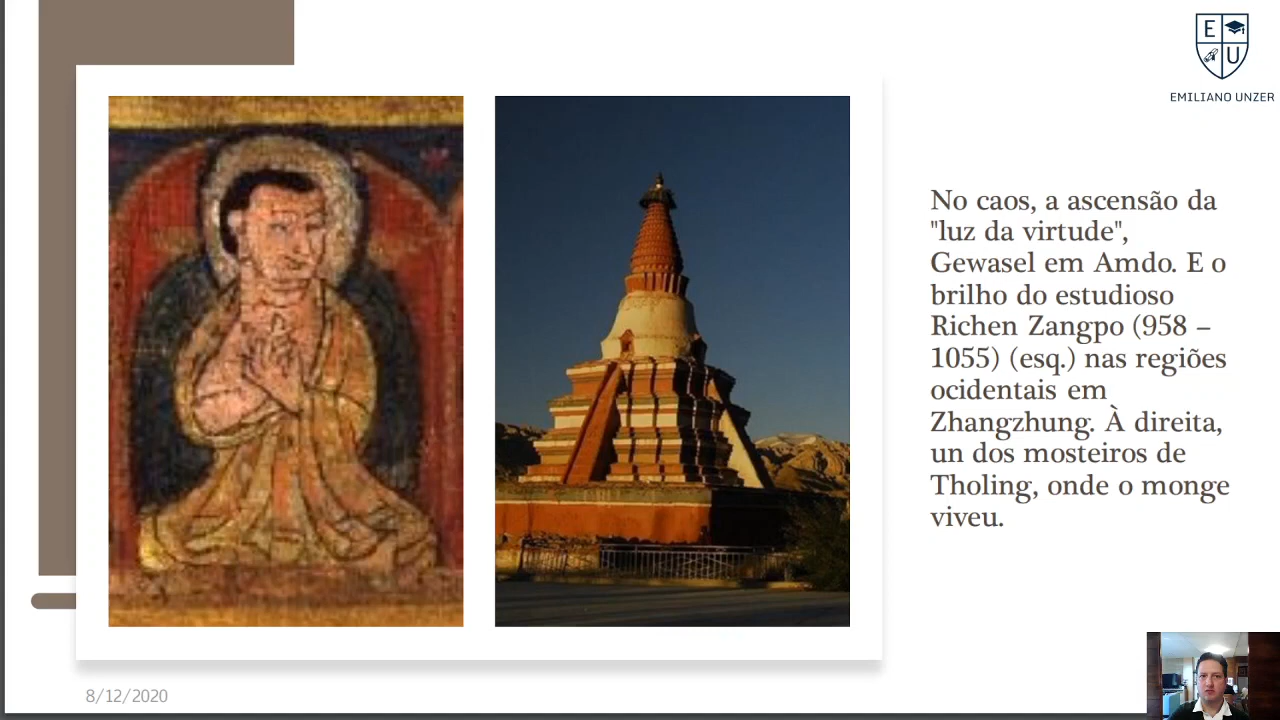 E
U
EMILIANO UNZER
No caos, a ascensão da
"luz da virtude",
Gewasel em Amdo. E o
brilho do estudioso
Richen Zangpo (958 –
1055) (esq.) nas regiões
ocidentais em
Zhangzhung. À direita,
un dos mosteiros de
Tholing, onde o monge
viveu.
8/12/2020